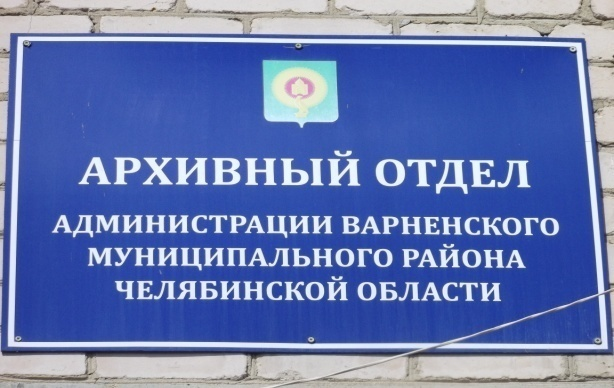 АРХИВНЫЙ ОТДЕЛ
АДМИНИСТРАЦИИ ВАРНЕНСКОГО
МУНИЦИПАЛЬНОГО РАЙОНА
ЧЕЛЯБИНСКОЙ ОБЛАСТИ